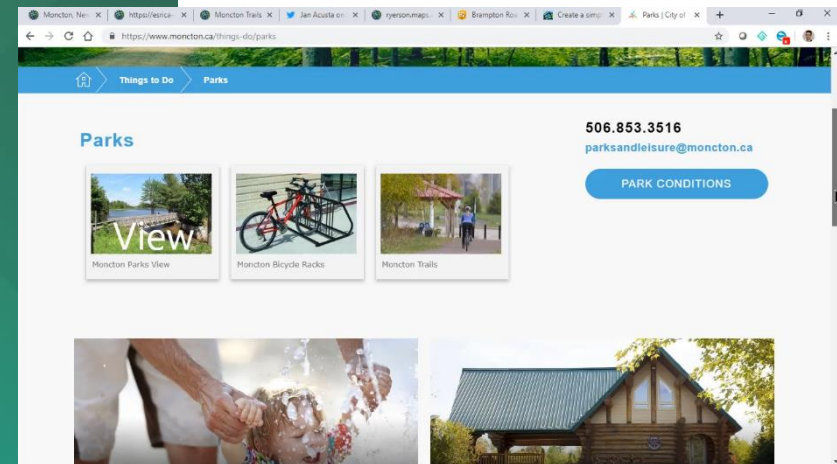 Moncton, Nev
https://esrica-
Moncton Trails
Jan Acusta on
ryerson.maps.
Brampton Roa
Create a simp
Parks | City of
https://www.moncton.ca/things-do/parks
Things to Do
Parks
Parks
506.853.3516
parksandleisure@moncton.ca
PARK CONDITIONS
View
Moncton Parks View
Moncton Bicycle Racks
Moncton Trails